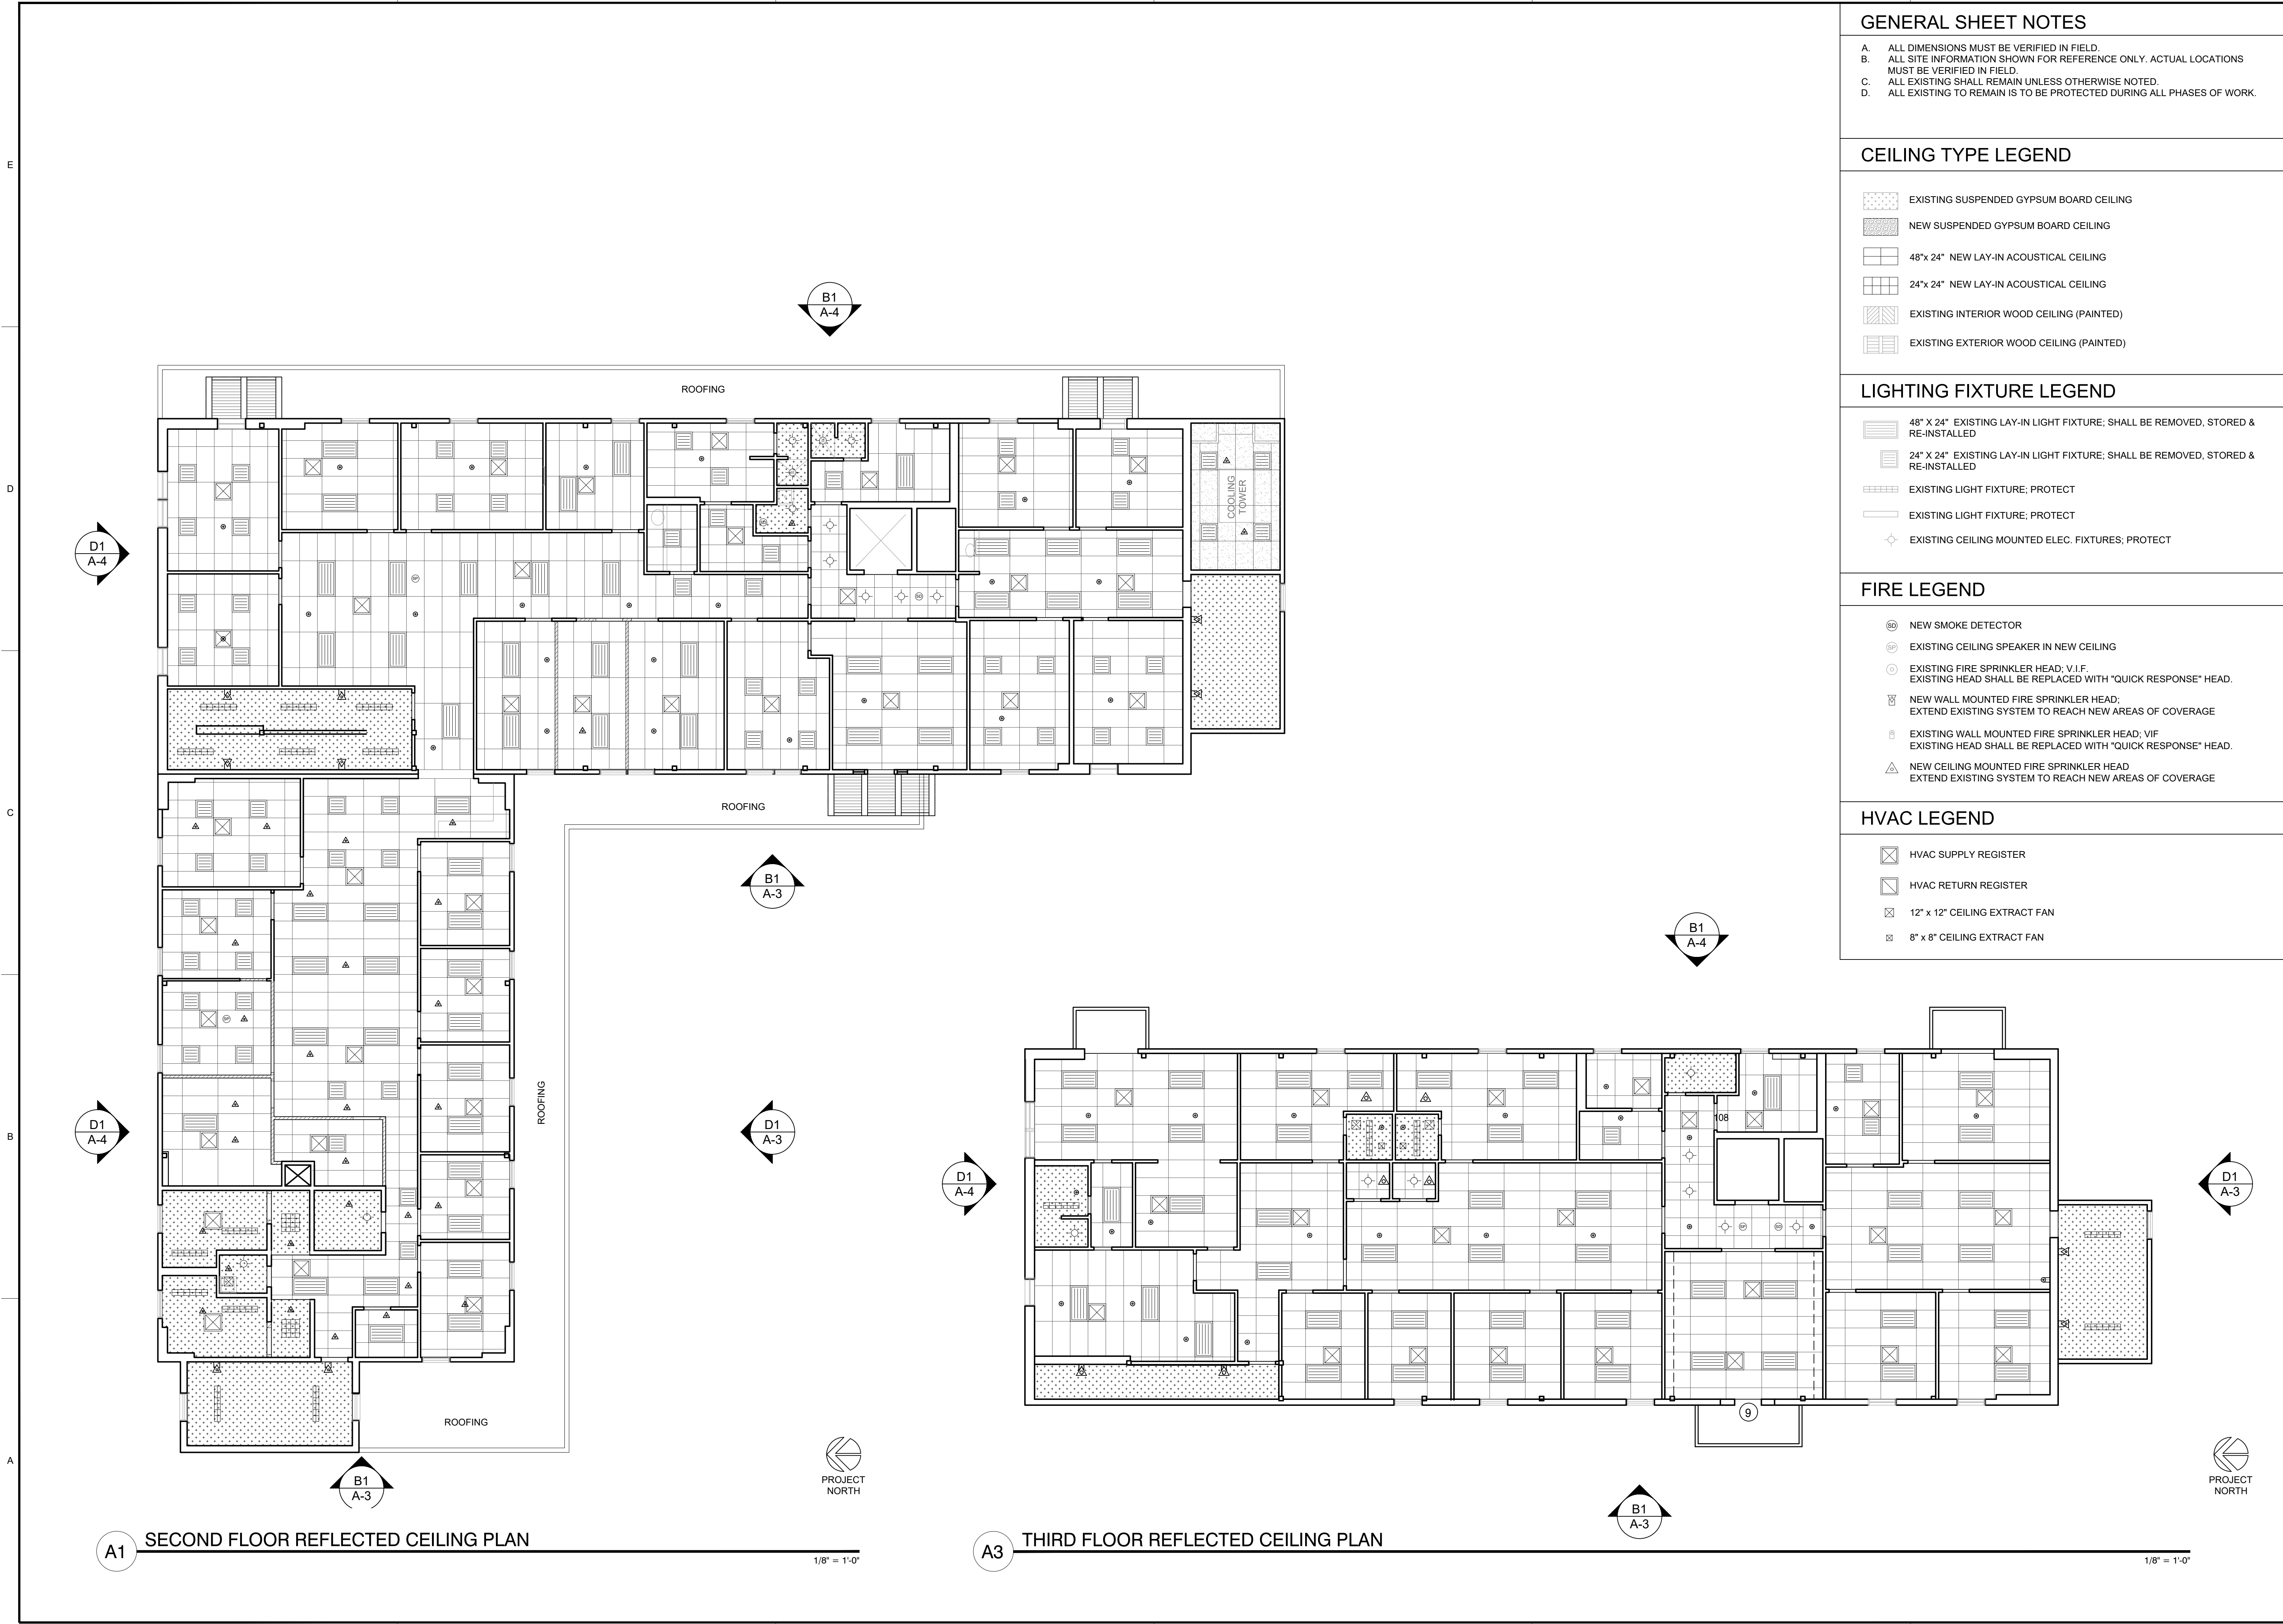 GENERAL SHEET NOTES
A. ALL DIMENSIONS MUST BE VERIFIED IN FIELD.
B. ALL SITE INFORMATION SHOWN FOR REFERENCE ONLY. ACTUAL LOCATIONS
MUST BE VERIFIED IN FIELD.
C. ALL EXISTING SHALL REMAIN UNLESS OTHERWISE NOTED.
D. ALL EXISTING TO REMAIN IS TO BE PROTECTED DURING ALL PHASES OF WORK.
CEILING TYPE LEGEND
EXISTING SUSPENDED GYPSUM BOARD CEILING
NEW SUSPENDED GYPSUM BOARD CEILING
48"x 24" NEW LAY-IN ACOUSTICAL CEILING
24"x 24" NEW LAY-IN ACOUSTICAL CEILING
EXISTING INTERIOR WOOD CEILING (PAINTED)
EXISTING EXTERIOR WOOD CEILING (PAINTED)
LIGHTING FIXTURE LEGEND
48" X 24" EXISTING LAY-IN LIGHT FIXTURE; SHALL BE REMOVED, STORED &
RE-INSTALLED
24" X 24" EXISTING LAY-IN LIGHT FIXTURE; SHALL BE REMOVED, STORED &
RE-INSTALLED
EXISTING LIGHT FIXTURE; PROTECT
EXISTING LIGHT FIXTURE; PROTECT
EXISTING CEILING MOUNTED ELEC. FIXTURES; PROTECT
FIRE LEGEND
SD NEW SMOKE DETECTOR
SP EXISTING CEILING SPEAKER IN NEW CEILING
EXISTING FIRE SPRINKLER HEAD; V.I.F.
EXISTING HEAD SHALL BE REPLACED WITH "QUICK RESPONSE" HEAD.
NEW WALL MOUNTED FIRE SPRINKLER HEAD;
EXTEND EXISTING SYSTEM TO REACH NEW AREAS OF COVERAGE
EXISTING WALL MOUNTED FIRE SPRINKLER HEAD; VIF
EXISTING HEAD SHALL BE REPLACED WITH "QUICK RESPONSE" HEAD.
NEW CEILING MOUNTED FIRE SPRINKLER HEAD
EXTEND EXISTING SYSTEM TO REACH NEW AREAS OF COVERAGE
HVAC LEGEND
HVAC SUPPLY REGISTER
HVAC RETURN REGISTER
12" x 12" CEILING EXTRACT FAN
8" x 8" CEILING EXTRACT FAN
E
D
C
B
A
B1
A-4
ROOFING
COOLING
TOWER
D1
A-4
SP
SD
SD
ROOFING
B1
A-3
SP
ROOFING
D1
A-4
D1
A-3
ROOFING
B1
A-3
PROJECT
NORTH
A1
SECOND FLOOR REFLECTED CEILING PLAN
1/8" = 1'-0"
B1
A-4
108
D1
A-4
D1
A-3
SP
SD
9
B1
A-3
PROJECT
NORTH
A3
THIRD FLOOR REFLECTED CEILING PLAN
1/8" = 1'-0"